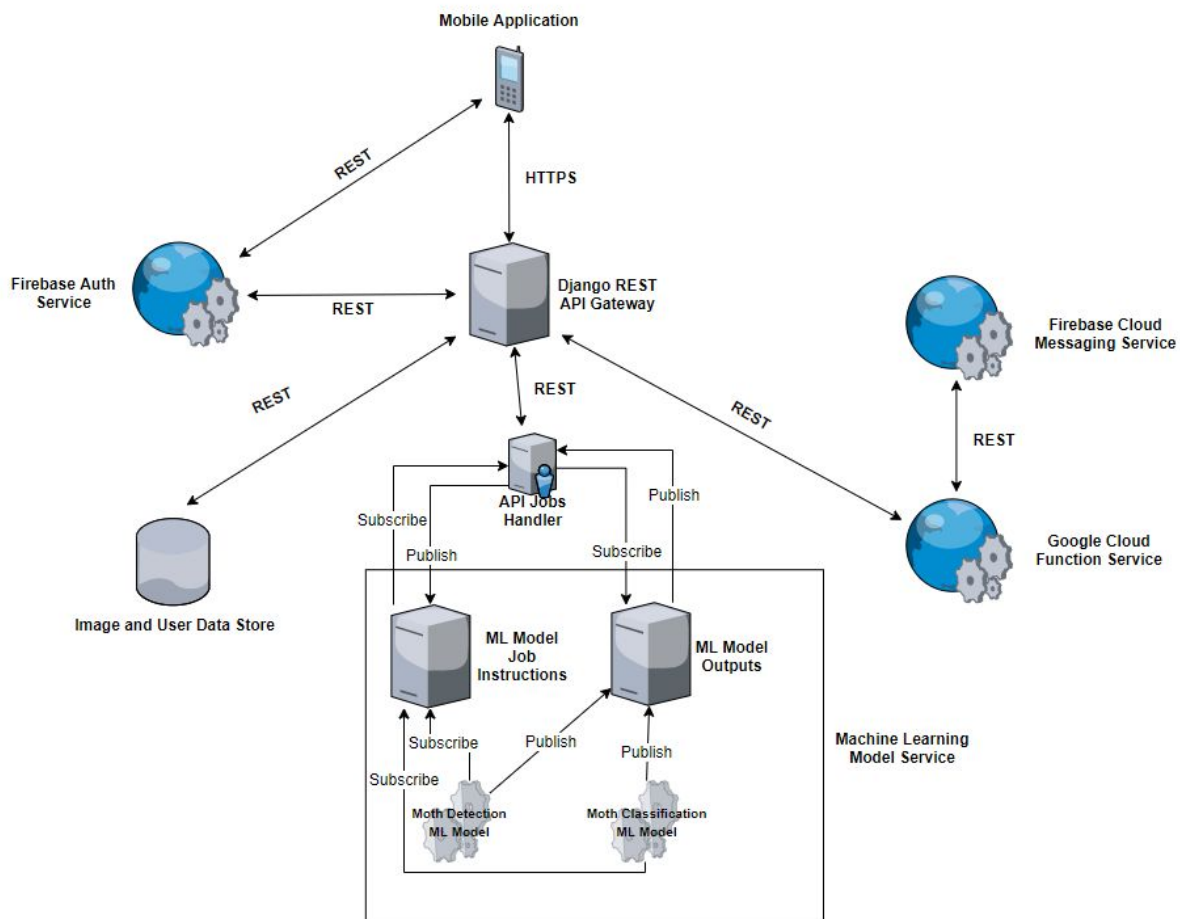 Mobile Application
REST
HTTPS
Firebase Auth
Service
Django REST
API Gateway
REST
Firebase Cloud
Messaging Service
REST
REST
REST
REST
API Jobs
Handler
Publish
Subscribe
Publish
Subscribe
Google Cloud
Function Service
Image and User Data Store
ML Model
Job
Instructions
ML Model
Outputs
Machine Learning
Model Service
Subscribe
Publish
Publish
Subscribe
Moth Detection
ML Model
Moth Classification
ML Model